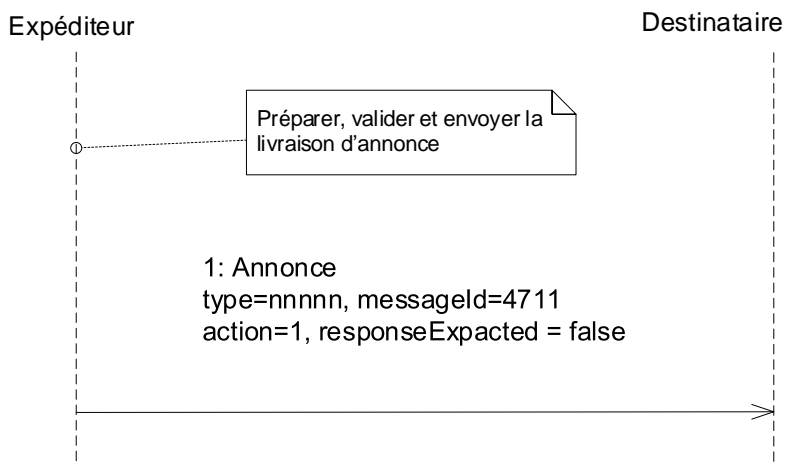 Expéditeur
Destinataire
Préparer, valider et envoyer la
livraison d’annonce
1: Annonce
type=nnnnn, messageId=4711
action=1, responseExpacted = false